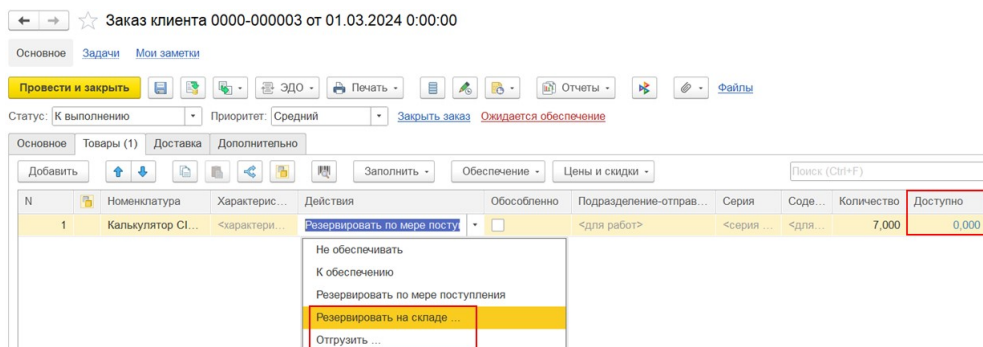 Заказ клиента 0000-000003 от 01.03.2024 0:00:00
Основное Задачи Мои заметки
Провести и закрыть ЭДО Печать Отчеты Файлы
Статус: К выполнению Приоритет: Средний Закрыть заказ Ожидается обеспечение
Основное Товары (1) Доставка Дополнительно
Добавить Заполнить Обеспечение Цены и скидки Поиск (Ctrl+F)
N Номенклатура Характерис... Действия Обособленно Подразделение-отправ... Серия Соде... Количество Доступно
1 Калькулятор CI... <характери... Резервировать по мере посту <для работ> <серия ... <для... 7,000 0,000
Не обеспечивать
К обеспечению
Резервировать по мере поступления
Резервировать на складе ...
Отгрузить ...